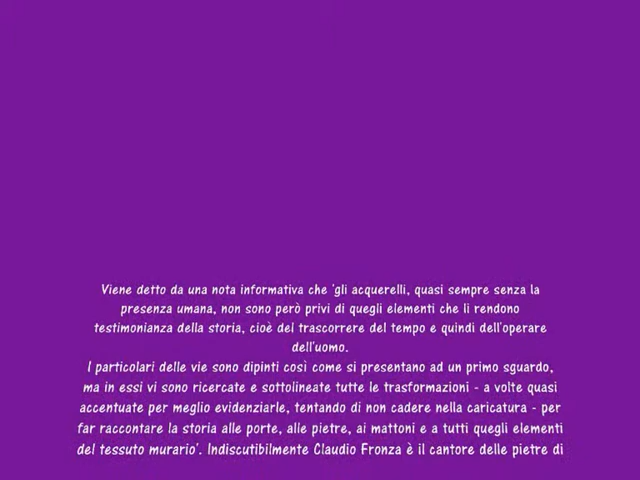 Viene detto da una nota informativa che 'gli acquerelli, quasi sempre senza la
presenza umana, non sono però privi di quegli elementi che li rendono
testimonianza della storia, cioè del trascorrere del tempo e quindi dell'operare
dell'uomo.
I particolari delle vie sono dipinti così come si presentano ad un primo sguardo,
ma in essi vi sono ricercate e sottolineate tutte le trasformazioni - a volte quasi
accentuate per meglio evidenziarle, tentando di non cadere nella caricatura - per
far raccontare la storia alle porte, alle pietre, ai mattoni e a tutti quegli elementi
del tessuto murario'. Indiscutibilmente Claudio Fronza è il cantore delle pietre di